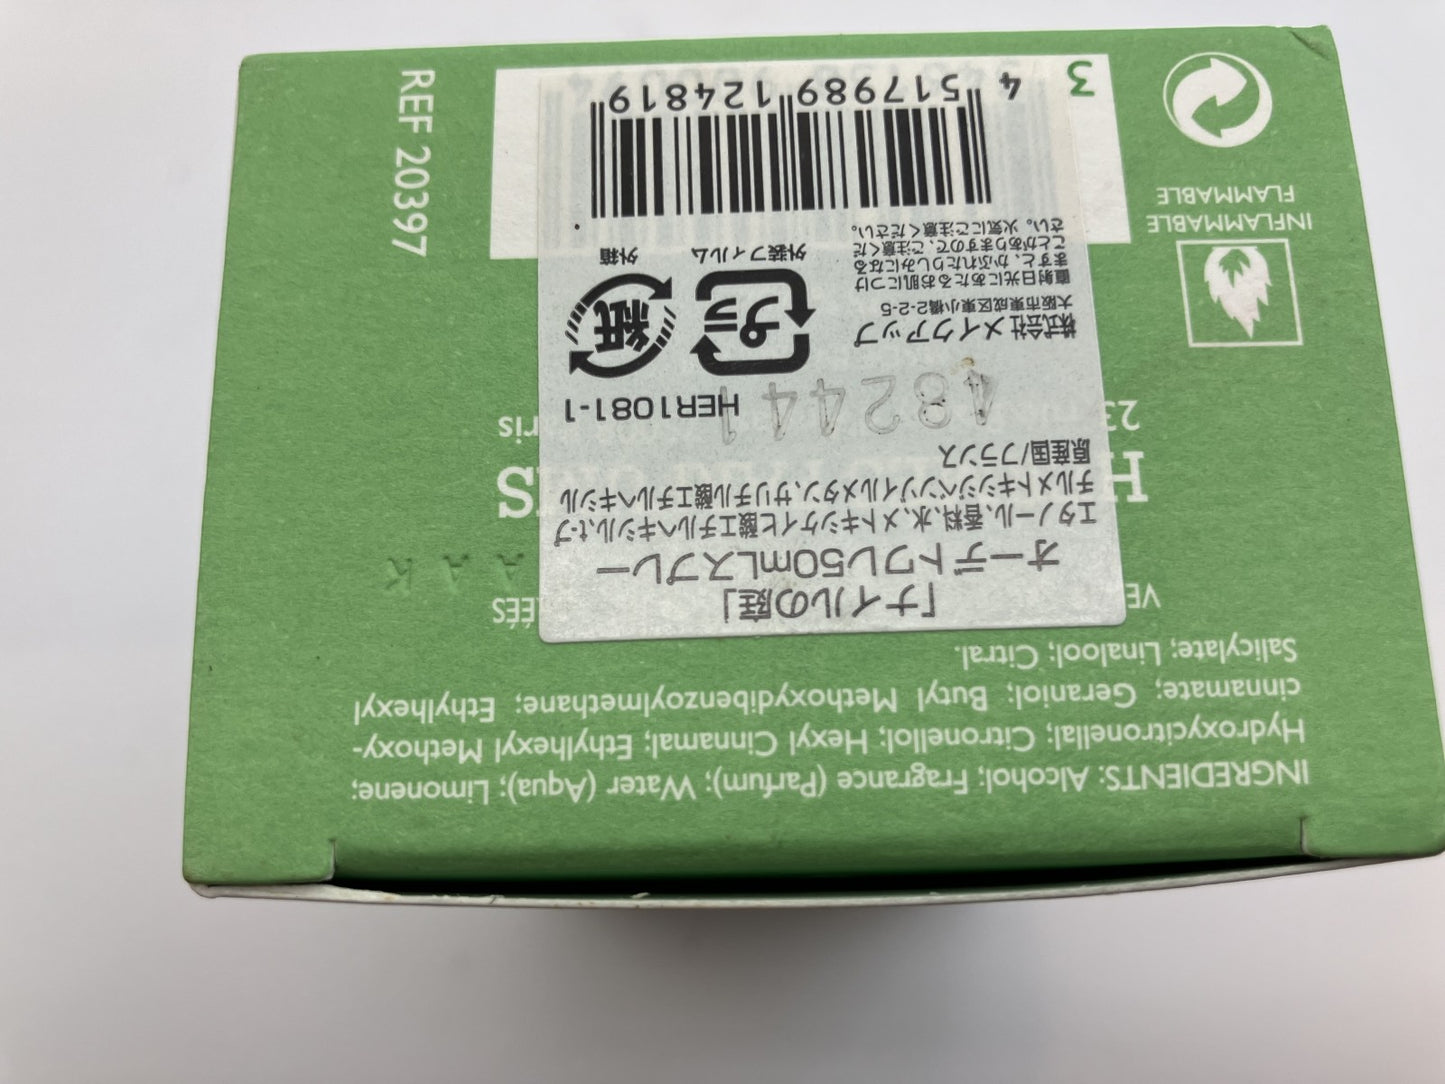 INGREDIENTS: Alcohol; Fragrance (Parfum); Water (Aqua); Limonene;
Hydroxycitronellal; Citronellol; Hexyl Cinnamal; Ethylhexyl Methoxy-
cinnamate; Geraniol; Butyl Methoxydibenzoylmethane; Ethylhexyl
Salicylate; Linalool; Citral.
「ナイルの庭」
オーデトワレ50mLスプレー
エタノール、香料、水、メトキシケイヒ酸エチルヘキシル、t-ブ
チルメトキシジベンゾイルメタン、サリチル酸エチルヘキシル
原産国/フランス
HER1081-1
株式会社 メイクアップ
大阪市東成区東小橋2-2-5
直射日光にあたるお肌につけ
ますと、かぶれたりしみになる
ことがありますので、ご注意くだ
さい。火気にご注意ください。
プラ
外装フィルム
紙
外箱
4 517989 124819
3
INFLAMMABLE
FLAMMABLE
REF 20397